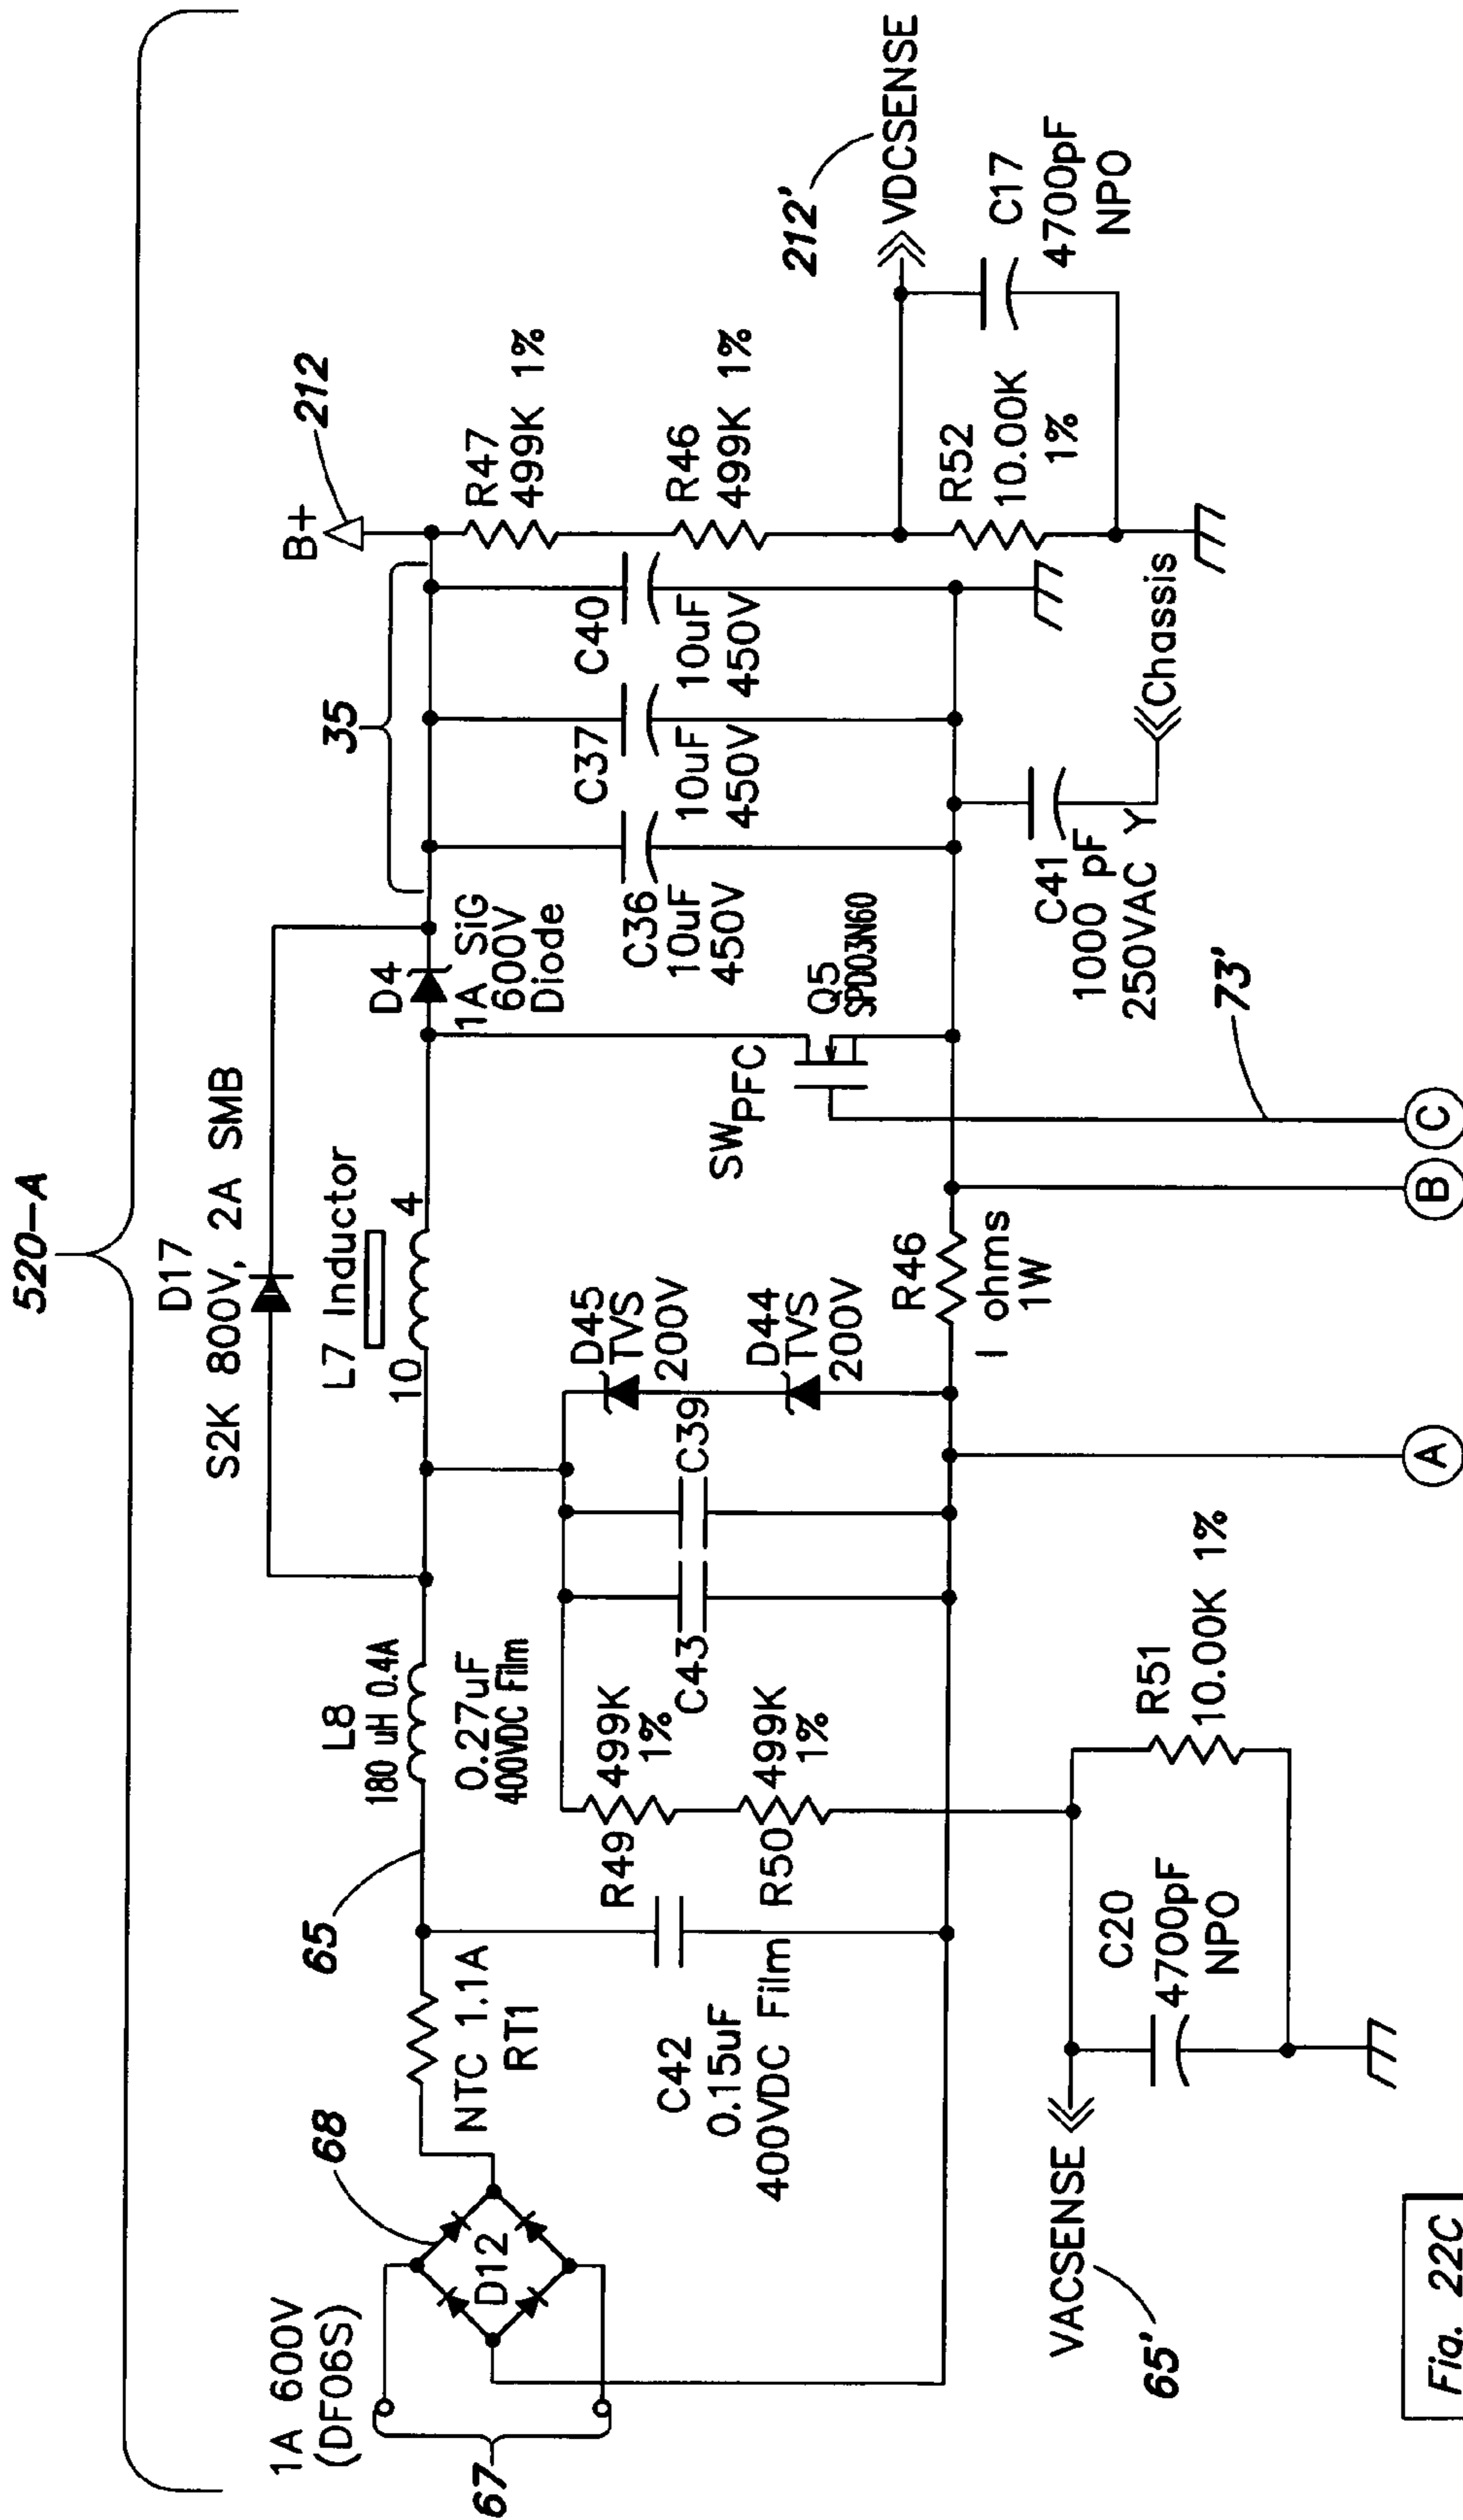 520-A
D17
S2K 800V, 2A SMB
1A 600V
(DF06S)
67
68
D12
NTC 1.1A
RT1
65
L8
180 uH 0.4A
0.27uF
400VDC Film
L7 Inductor
10
4
D4
1A SiG
600V
Diode
35
B+
212
R47
499K 1%
R46
499K 1%
C42
0.15uF
400VDC Film
R49
499K
1%
R50
499K
1%
C43
C39
D45
TVS
200V
D44
TVS
200V
SWPFC
Q5
SPD03N60
C36
10uF
450V
C37
10uF
450V
C40
10uF
450V
R46
1 ohms
1W
212'
VDCSENSE
R52
10.00K
1%
C17
4700pF
NPO
C41
1000 pF
250VAC Y
Chassis
73'
VACSENSE
65'
C20
4700pF
NPO
R51
10.00K 1%
A
B
C
Fig. 22C